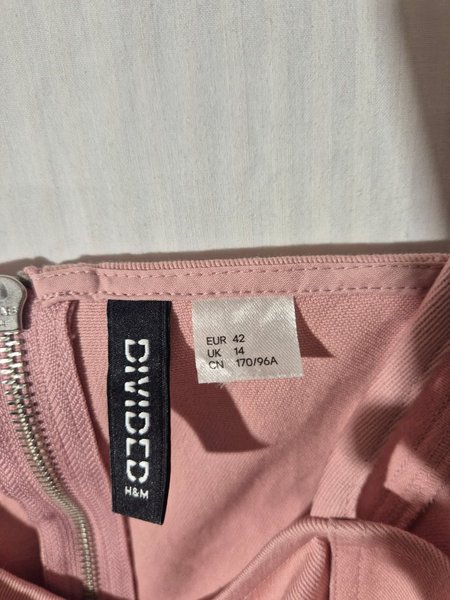 DIVIDED
H&M
EUR 42
UK 14
CN 170/96A